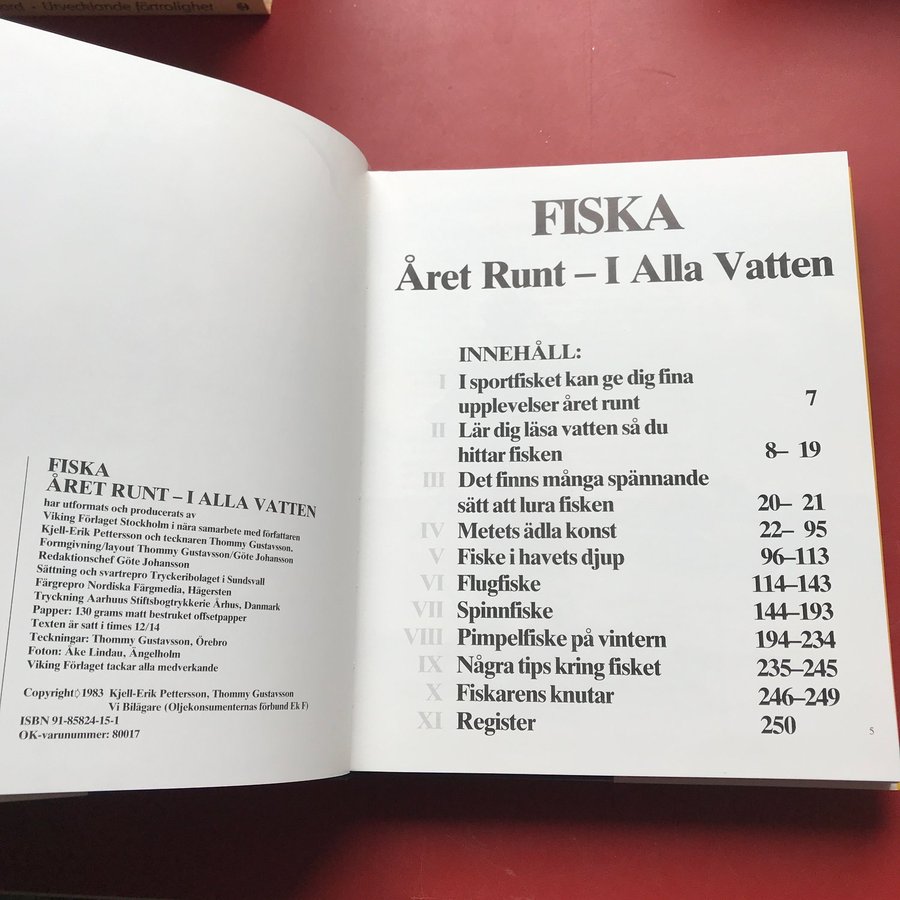 ord · Utvecklande förtrolighet
FISKA
ÅRET RUNT – I ALLA VATTEN
har utformats och producerats av
Viking Förlaget Stockholm i nära samarbete med författaren
Kjell-Erik Pettersson och tecknaren Thommy Gustavsson.
Formgivning/layout Thommy Gustavsson/Göte Johansson
Redaktionschef Göte Johansson
Sättning och svartrepro Tryckeribolaget i Sundsvall
Färgrepro Nordiska Färgmedia, Hägersten
Tryckning Aarhuus Stiftsbogtrykkerie Århus, Danmark
Papper: 130 grams matt bestruket offsetpapper
Texten är satt i times 12/14
Teckningar: Thommy Gustavsson, Örebro
Foton: Åke Lindau, Ängelholm
Viking Förlaget tackar alla medverkande
Copyright◊1983 Kjell-Erik Pettersson, Thommy Gustavsson
Vi Bilägare (Oljekonsumenternas förbund Ek F)
ISBN 91-85824-15-1
OK-varunummer: 80017
FISKA
Året Runt – I Alla Vatten
INNEHÅLL:
I I sportfisket kan ge dig fina
upplevelser året runt 7
II Lär dig läsa vatten så du
hittar fisken 8– 19
III Det finns många spännande
sätt att lura fisken 20– 21
IV Metets ädla konst 22– 95
V Fiske i havets djup 96–113
VI Flugfiske 114–143
VII Spinnfiske 144–193
VIII Pimpelfiske på vintern 194–234
IX Några tips kring fisket 235–245
X Fiskarens knutar 246–249
XI Register 250
5